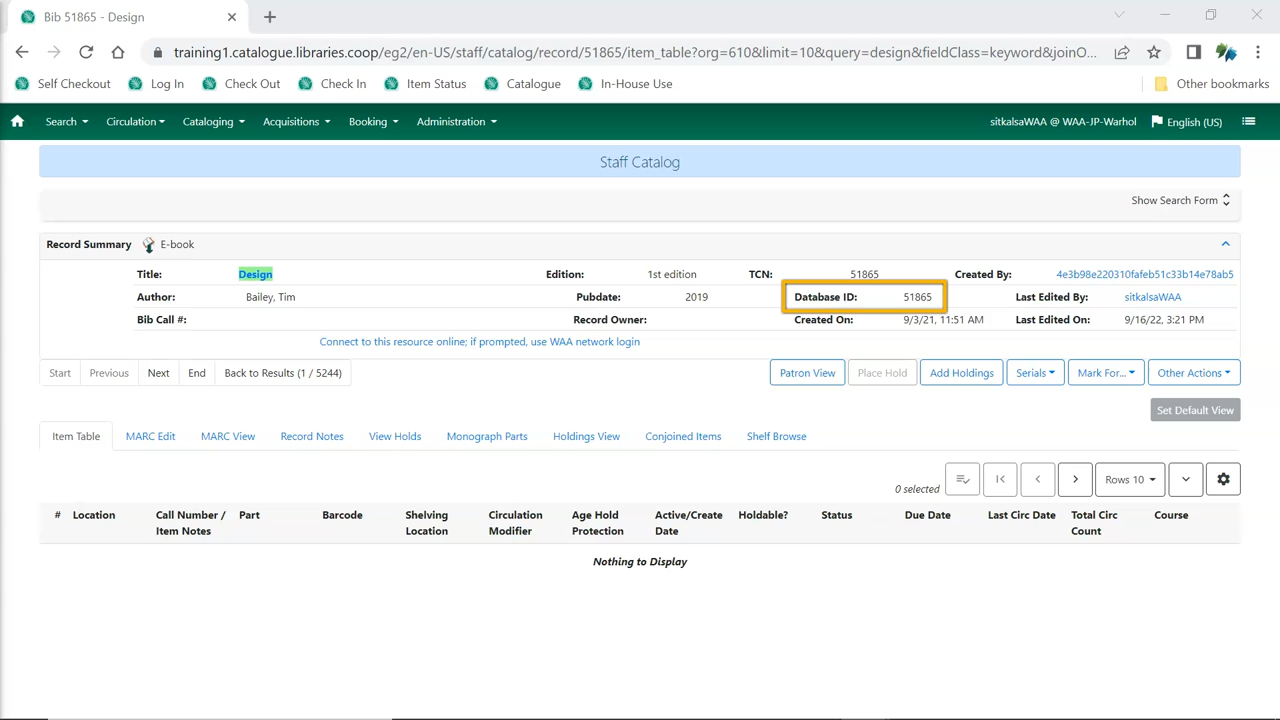 Bib 51865 - Design
training1.catalogue.libraries.coop/eg2/en-US/staff/catalog/record/51865/item_table?org=610&limit=10&query=design&fieldClass=keyword&joinO...
Self Checkout Log In Check Out Check In Item Status Catalogue In-House Use Other bookmarks
Search Circulation Cataloging Acquisitions Booking Administration sitkalsaWAA @ WAA-JP-Warhol English (US)
Staff Catalog
Show Search Form
Record Summary E-book
Title: Design Edition: 1st edition TCN: 51865 Created By: 4e3b98e220310fafeb51c33b14e78ab5
Author: Bailey, Tim Pubdate: 2019 Database ID: 51865 Last Edited By: sitkalsaWAA
Bib Call #: Record Owner: Created On: 9/3/21, 11:51 AM Last Edited On: 9/16/22, 3:21 PM
Connect to this resource online; if prompted, use WAA network login
Start Previous Next End Back to Results (1 / 5244) Patron View Place Hold Add Holdings Serials Mark For... Other Actions
Set Default View
Item Table MARC Edit MARC View Record Notes View Holds Monograph Parts Holdings View Conjoined Items Shelf Browse
0 selected Rows 10
# Location Call Number / Part Barcode Shelving Circulation Age Hold Active/Create Holdable? Status Due Date Last Circ Date Total Circ Course
Item Notes Location Modifier Protection Date Count
Nothing to Display